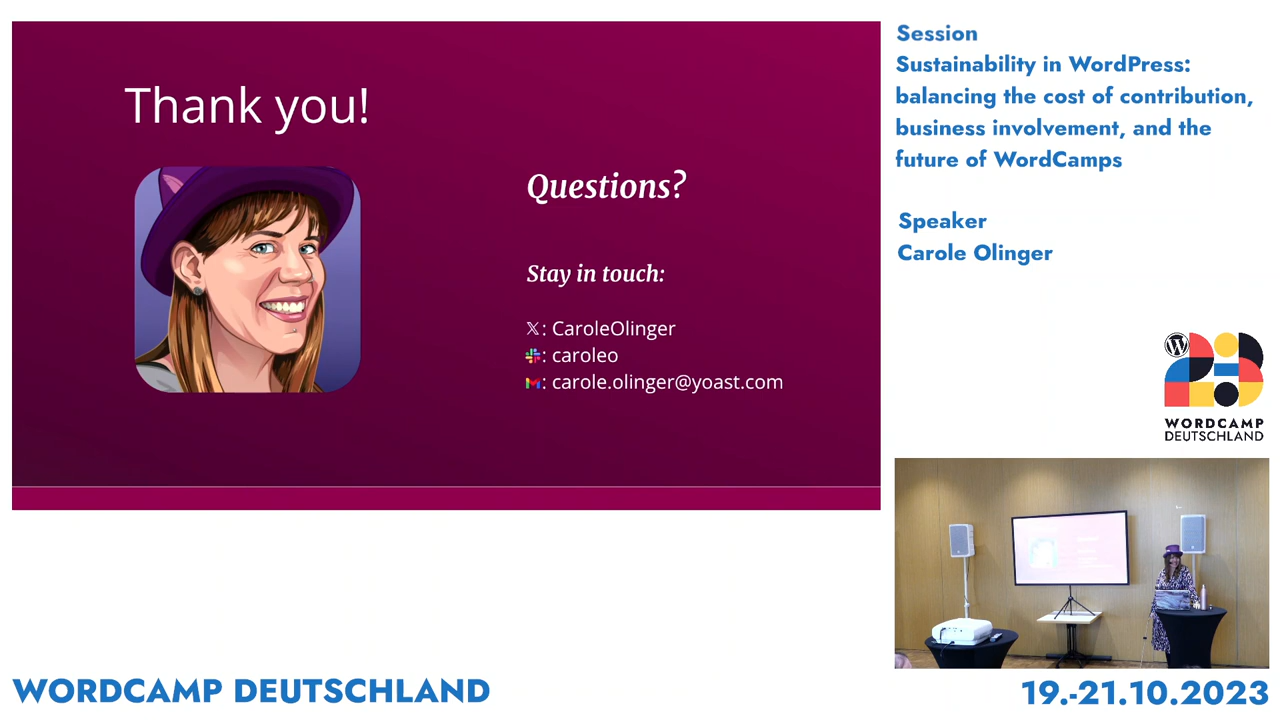 Thank you!
Questions?
Stay in touch:
X: CaroleOlinger
: caroleo
: carole.olinger@yoast.com
Session
Sustainability in WordPress:
balancing the cost of contribution,
business involvement, and the
future of WordCamps
Speaker
Carole Olinger
WORDCAMP
DEUTSCHLAND
WORDCAMP DEUTSCHLAND
19.-21.10.2023